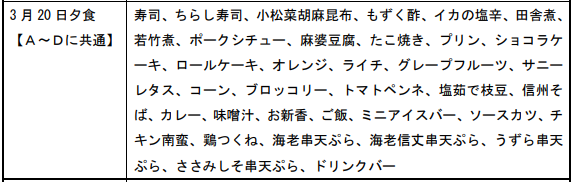 3月20日夕食
【A~Dに共通】
寿司、ちらし寿司、小松菜胡麻昆布、もずく酢、イカの塩辛、田舎煮、
若竹煮、ポークシチュー、麻婆豆腐、たこ焼き、プリン、ショコラケ
ーキ、ロールケーキ、オレンジ、ライチ、グレープフルーツ、サニー
レタス、コーン、ブロッコリー、トマトペンネ、塩茹で枝豆、信州そ
ば、カレー、味噌汁、お新香、ご飯、ミニアイスバー、ソースカツ、チ
キン南蛮、鶏つくね、海老串天ぷら、海老信丈串天ぷら、うずら串天
ぷら、ささみしそ串天ぷら、ドリンクバー